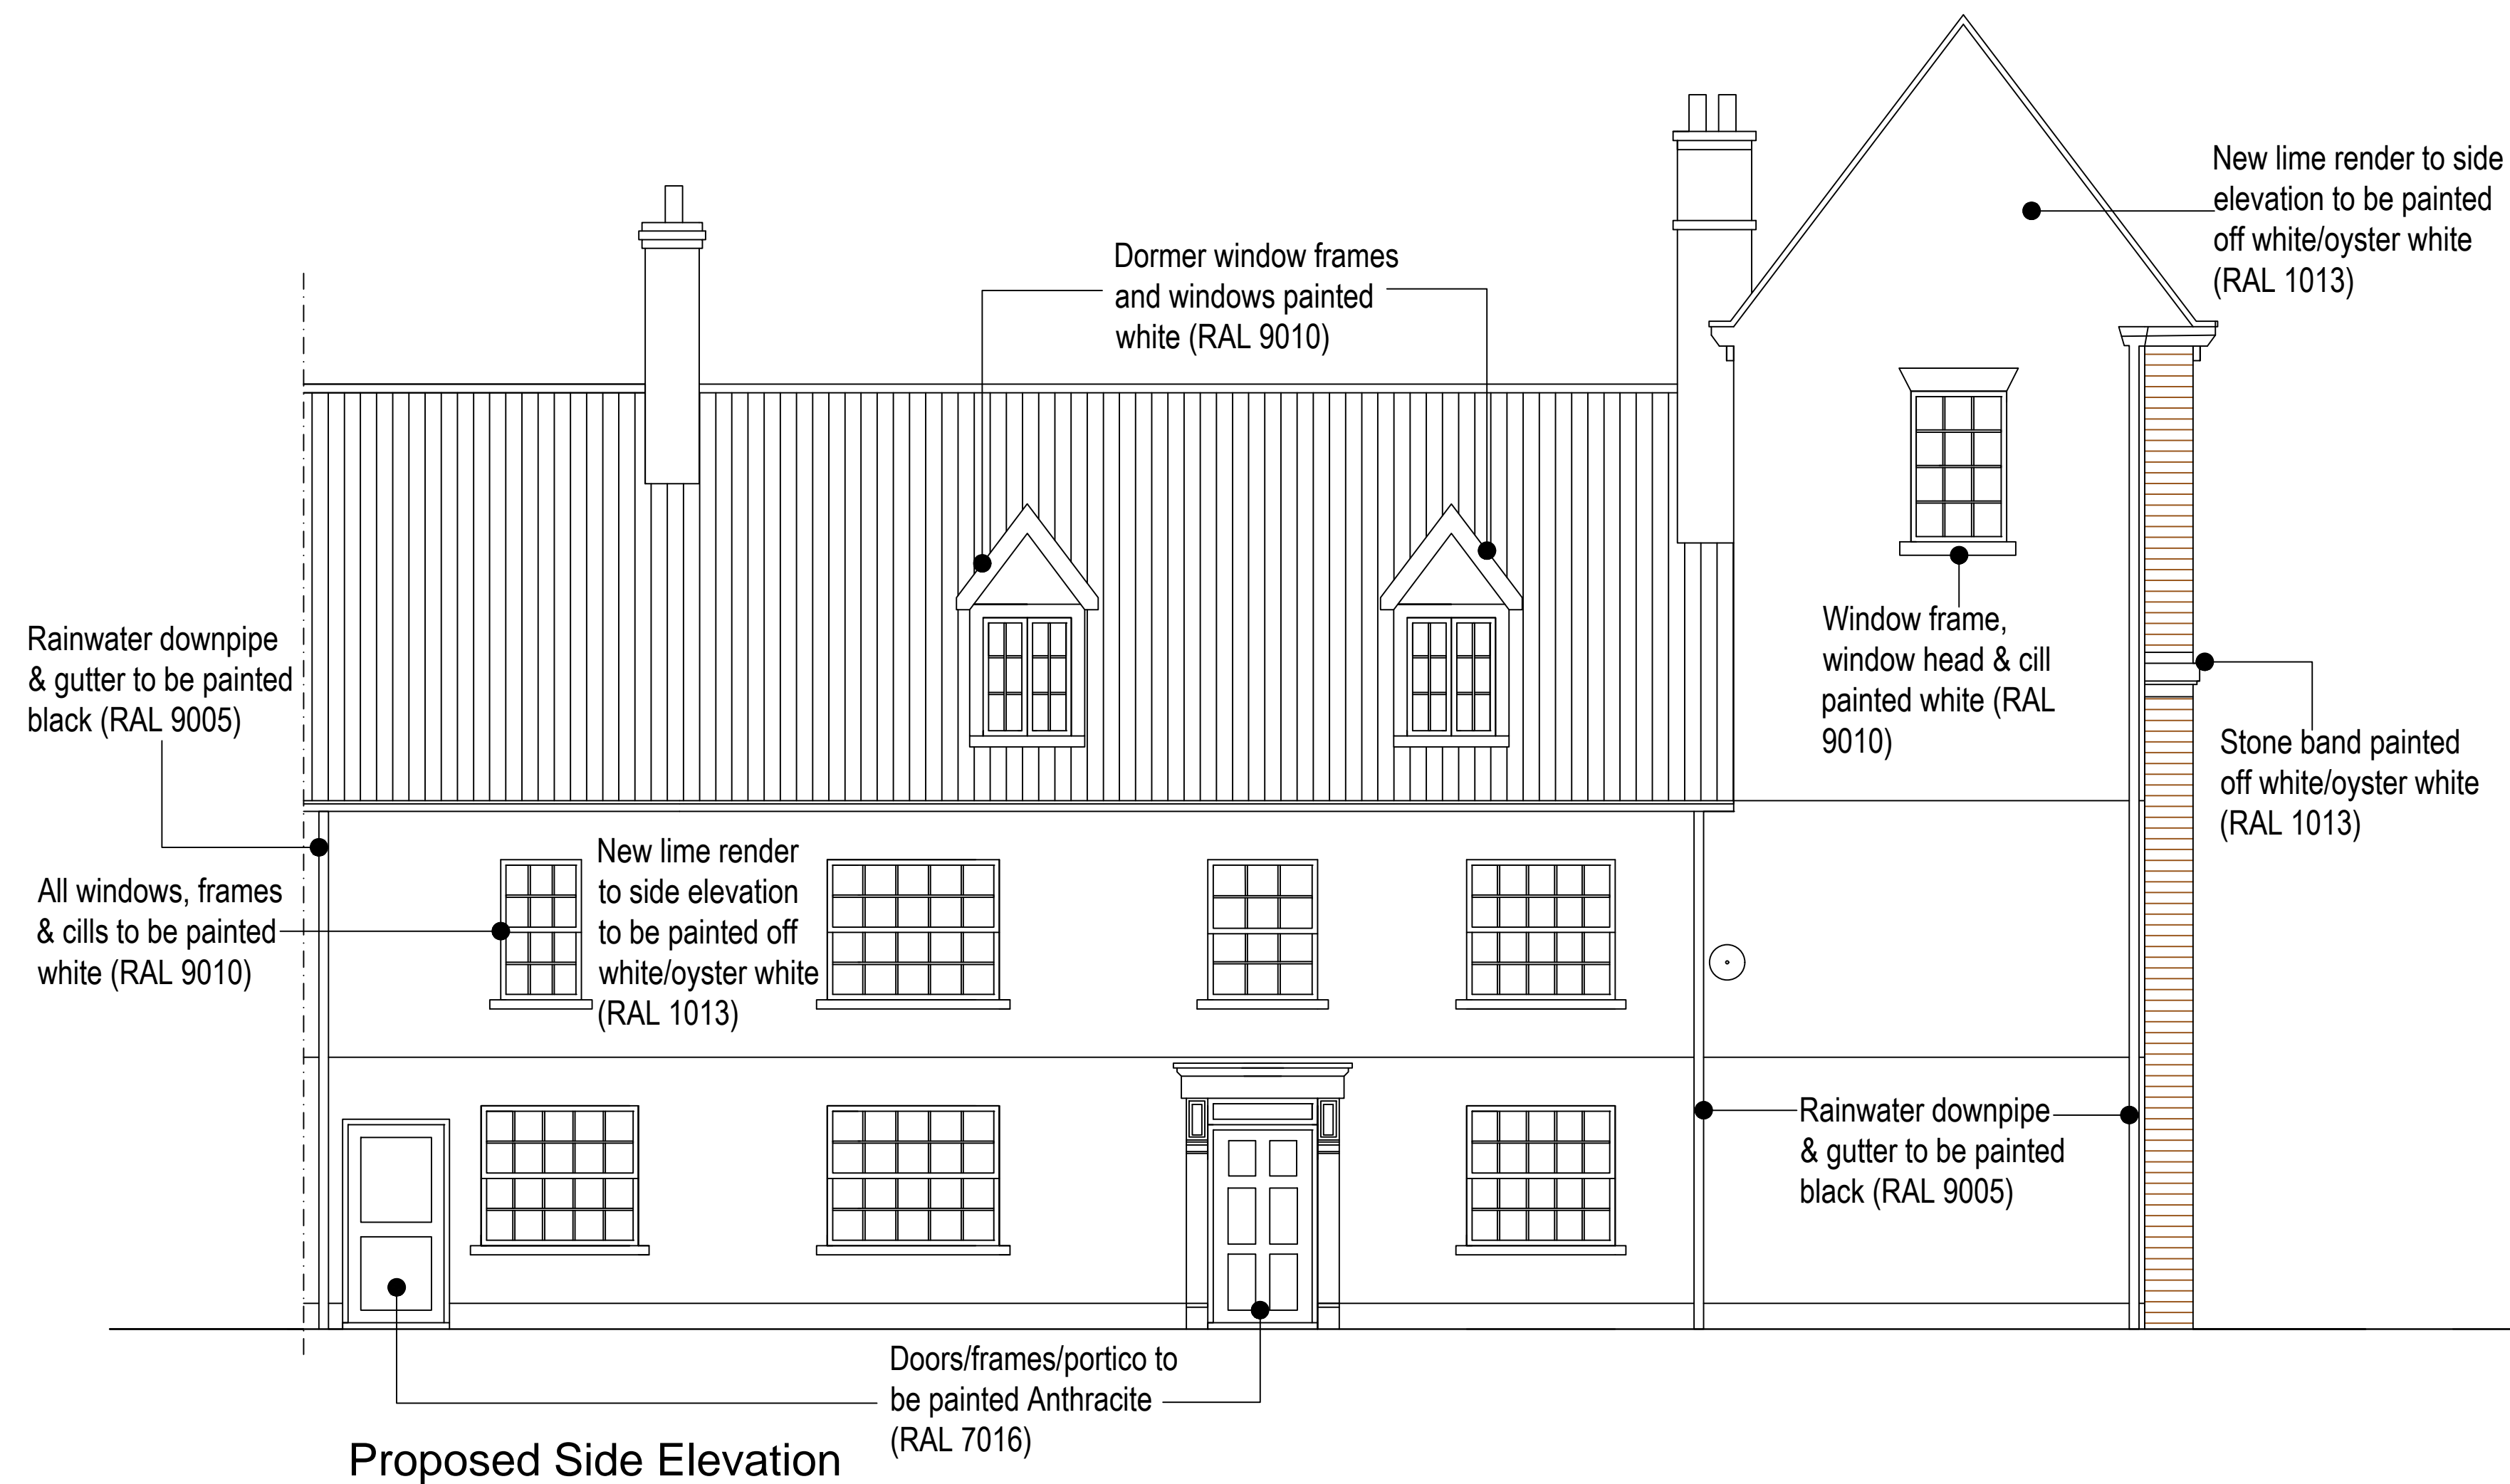 New lime render to side
elevation to be painted
off white/oyster white
(RAL 1013)
Dormer window frames
and windows painted
white (RAL 9010)
Rainwater downpipe
& gutter to be painted
black (RAL 9005)
Window frame,
window head & cill
painted white (RAL
9010)
Stone band painted
off white/oyster white
(RAL 1013)
All windows, frames
& cills to be painted
white (RAL 9010)
New lime render
to side elevation
to be painted off
white/oyster white
(RAL 1013)
Rainwater downpipe
& gutter to be painted
black (RAL 9005)
Doors/frames/portico to
be painted Anthracite
(RAL 7016)
Proposed Side Elevation